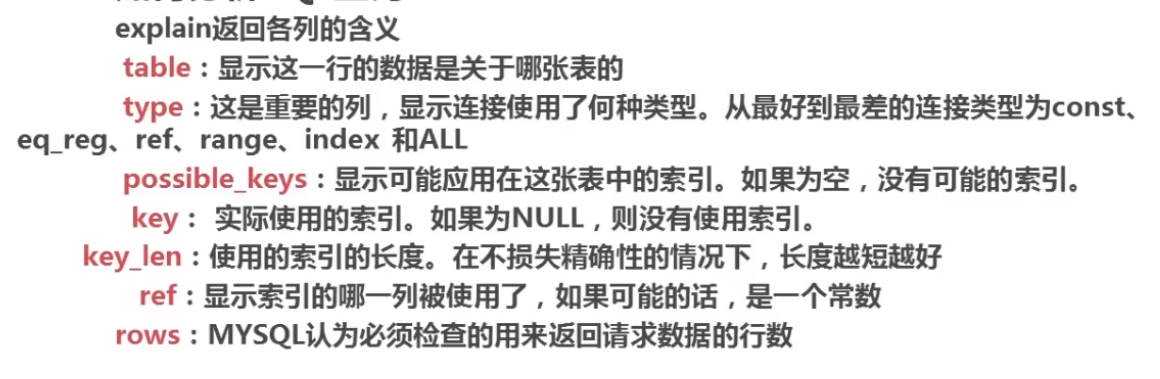 explain返回各列的含义
table：显示这一行的数据是关于哪张表的
type：这是重要的列，显示连接使用了何种类型。从最好到最差的连接类型为const、
eq_reg、ref、range、index 和ALL
possible_keys：显示可能应用在这张表中的索引。如果为空，没有可能的索引。
key： 实际使用的索引。如果为NULL，则没有使用索引。
key_len：使用的索引的长度。在不损失精确性的情况下，长度越短越好
ref：显示索引的哪一列被使用了，如果可能的话，是一个常数
rows：MYSQL认为必须检查的用来返回请求数据的行数